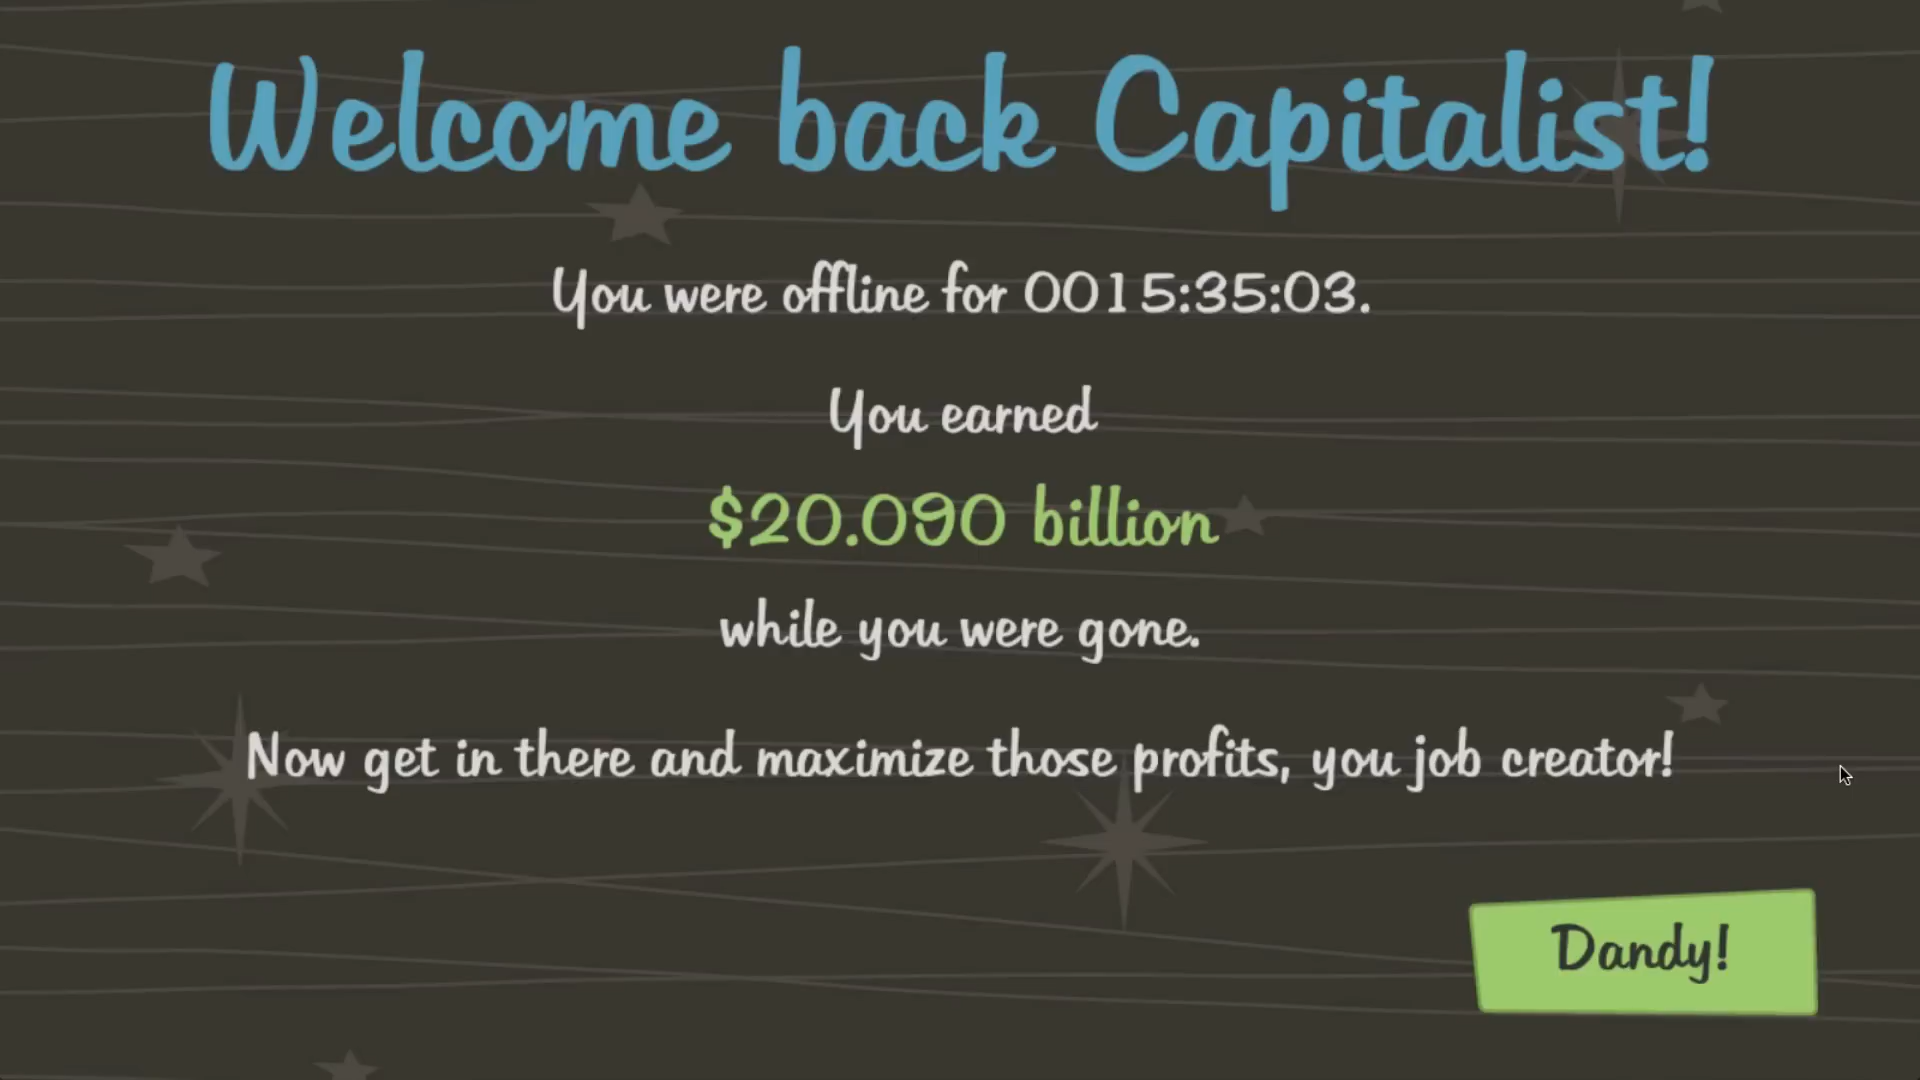 Welcome back Capitalist!
You were offline for 0015:35:03.
You earned
$20.090 billion
while you were gone.
Now get in there and maximize those profits, you job creator!
Dandy!